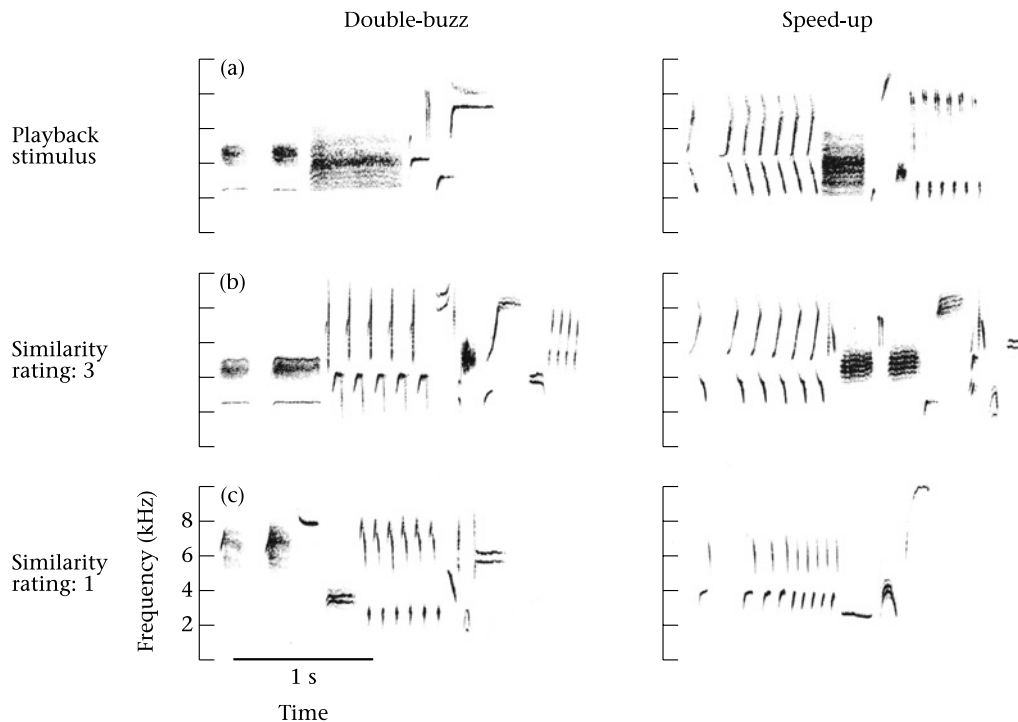 Double-buzz
Speed-up
(a)
Playback
stimulus
(b)
Similarity
rating: 3
(c)
Similarity
rating: 1
Frequency (kHz)
8
6
4
2
1 s
Time